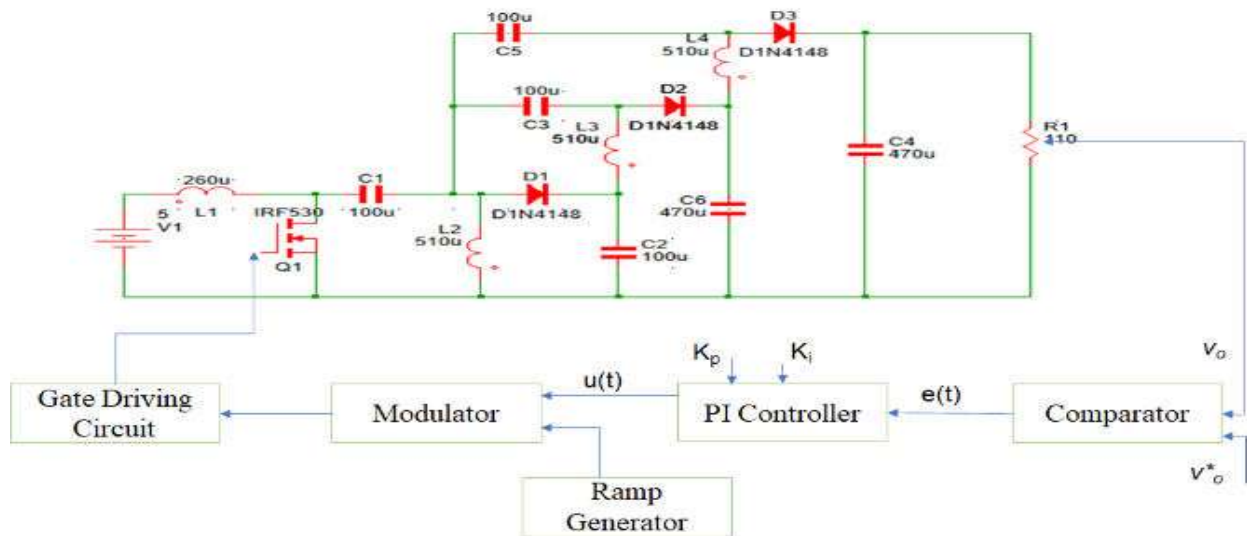 100u
C5
D3
L4
510u
D1N4148
100u
C3
D2
L3
510u
D1N4148
R1
110
C4
470u
260u
L1
C1
100u
D1
D1N4148
C6
470u
5
V1
IRF530
Q1
L2
510u
C2
100u
Kp
Ki
vo
u(t)
e(t)
Gate Driving
Circuit
Modulator
PI Controller
Comparator
v*o
Ramp
Generator